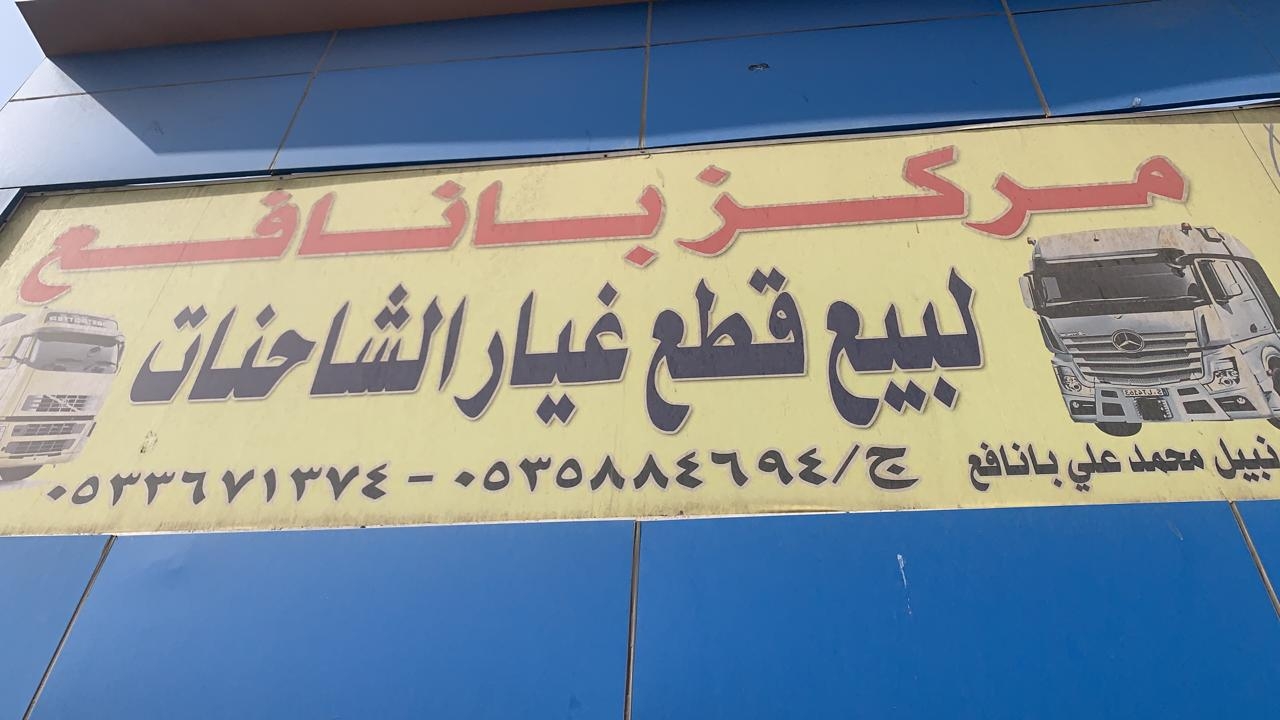 مركز بانافع
لبيع قطع غيار الشاحنات
نبيل محمد علي بانافع ج/٠٥٣٥٨٨٤٦٩٤ - ٠٥٣٣٦٧١٣٧٤